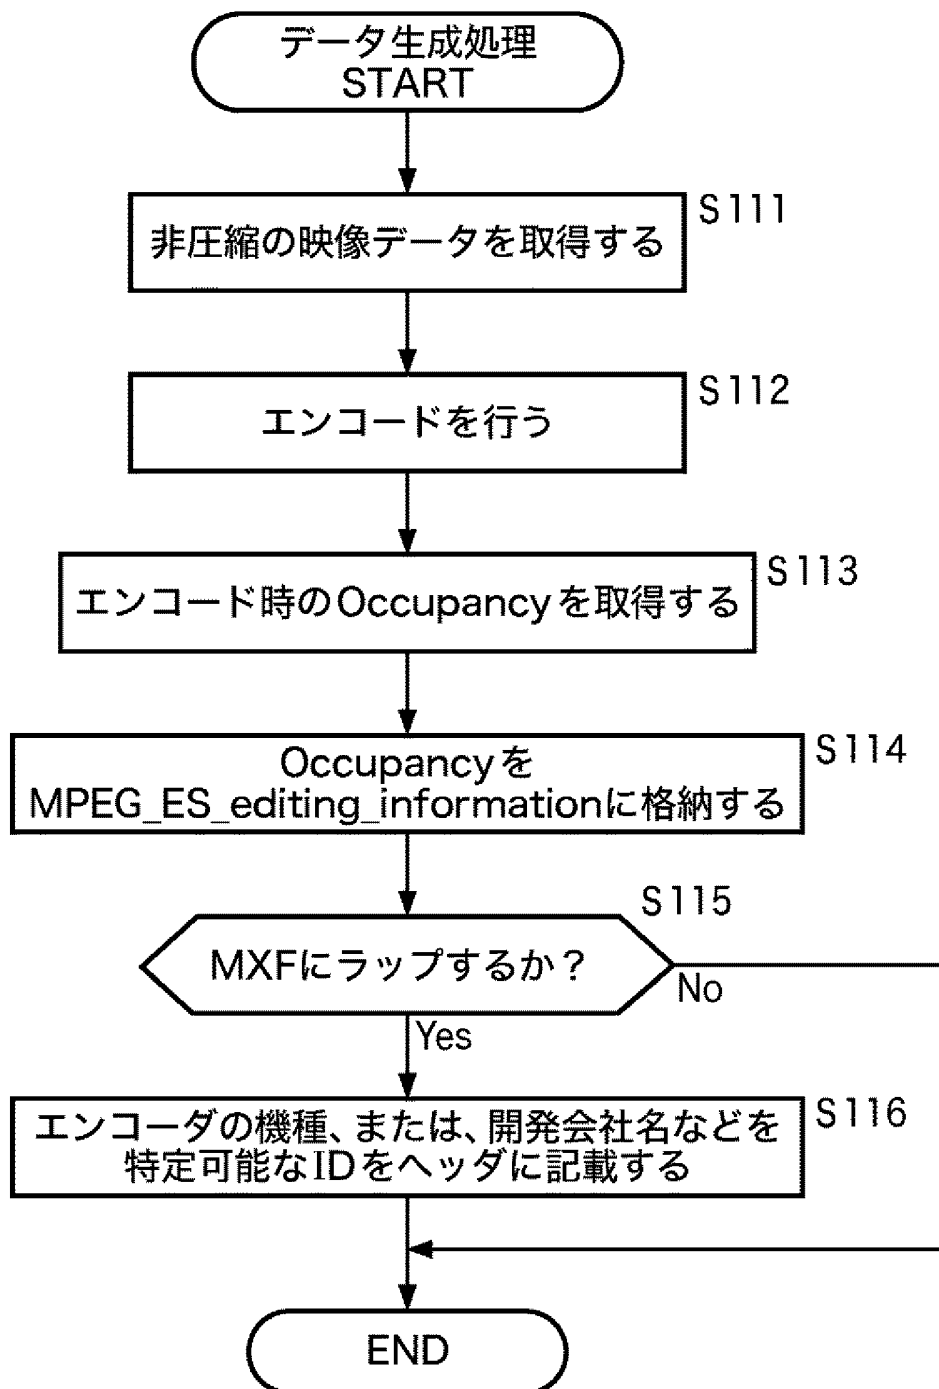 データ生成処理
START
S111
非圧縮の映像データを取得する
S112
エンコードを行う
S113
エンコード時のOccupancyを取得する
S114
Occupancyを
MPEG_ES_editing_informationに格納する
S115
MXFにラップするか？
No
Yes
S116
エンコーダの機種、または、開発会社名などを
特定可能なIDをヘッダに記載する
END